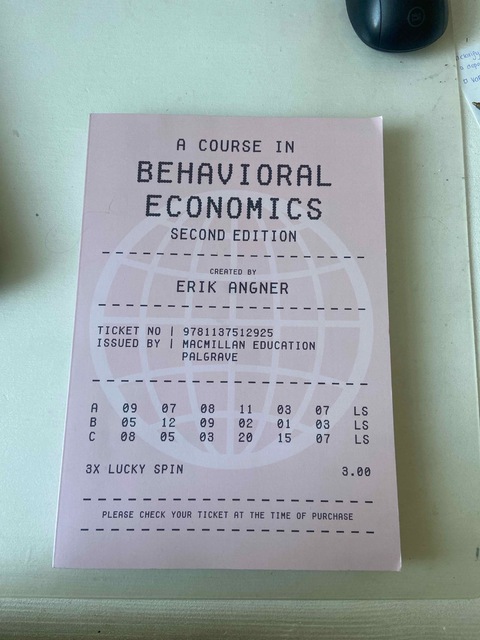 A COURSE IN
BEHAVIORAL
ECONOMICS
SECOND EDITION
CREATED BY
ERIK ANGNER
TICKET NO | 9781137512925
ISSUED BY | MACMILLAN EDUCATION
PALGRAVE
A 09 07 08 11 03 07 LS
B 05 12 09 02 01 03 LS
C 08 05 03 20 15 07 LS
3X LUCKY SPIN 3.00
PLEASE CHECK YOUR TICKET AT THE TIME OF PURCHASE